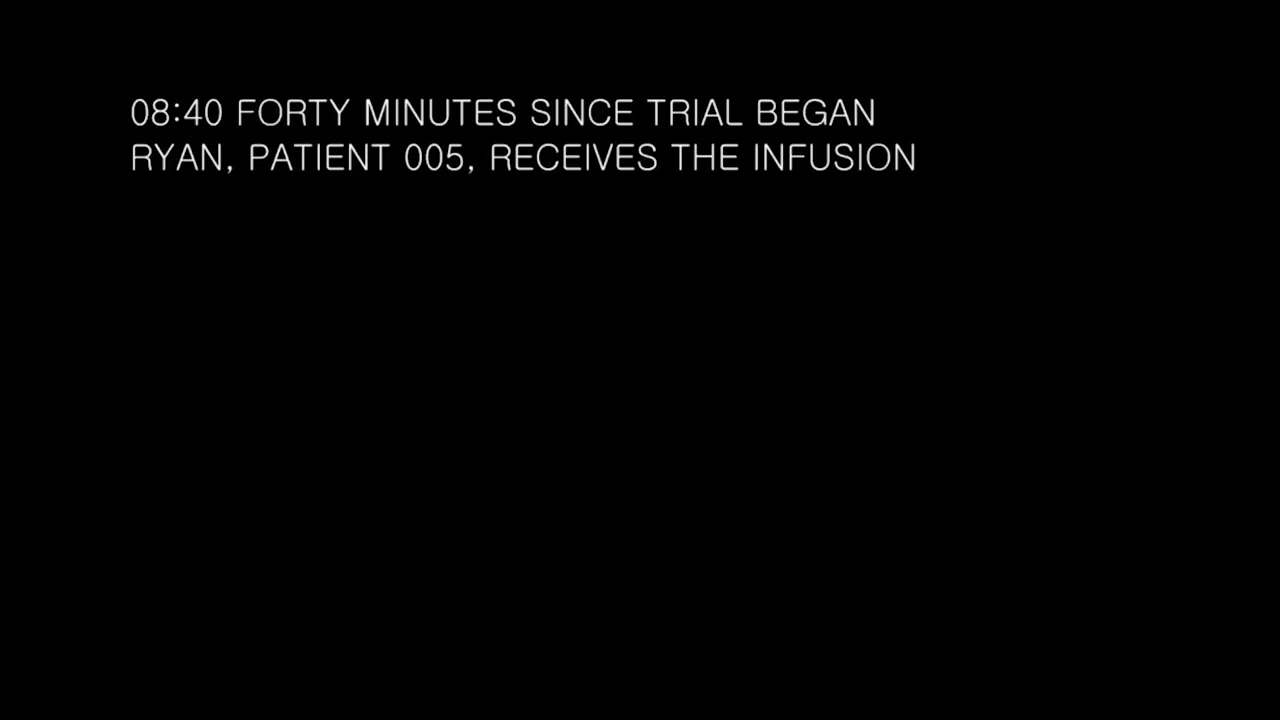 08:40 FORTY MINUTES SINCE TRIAL BEGAN
RYAN, PATIENT 005, RECEIVES THE INFUSION